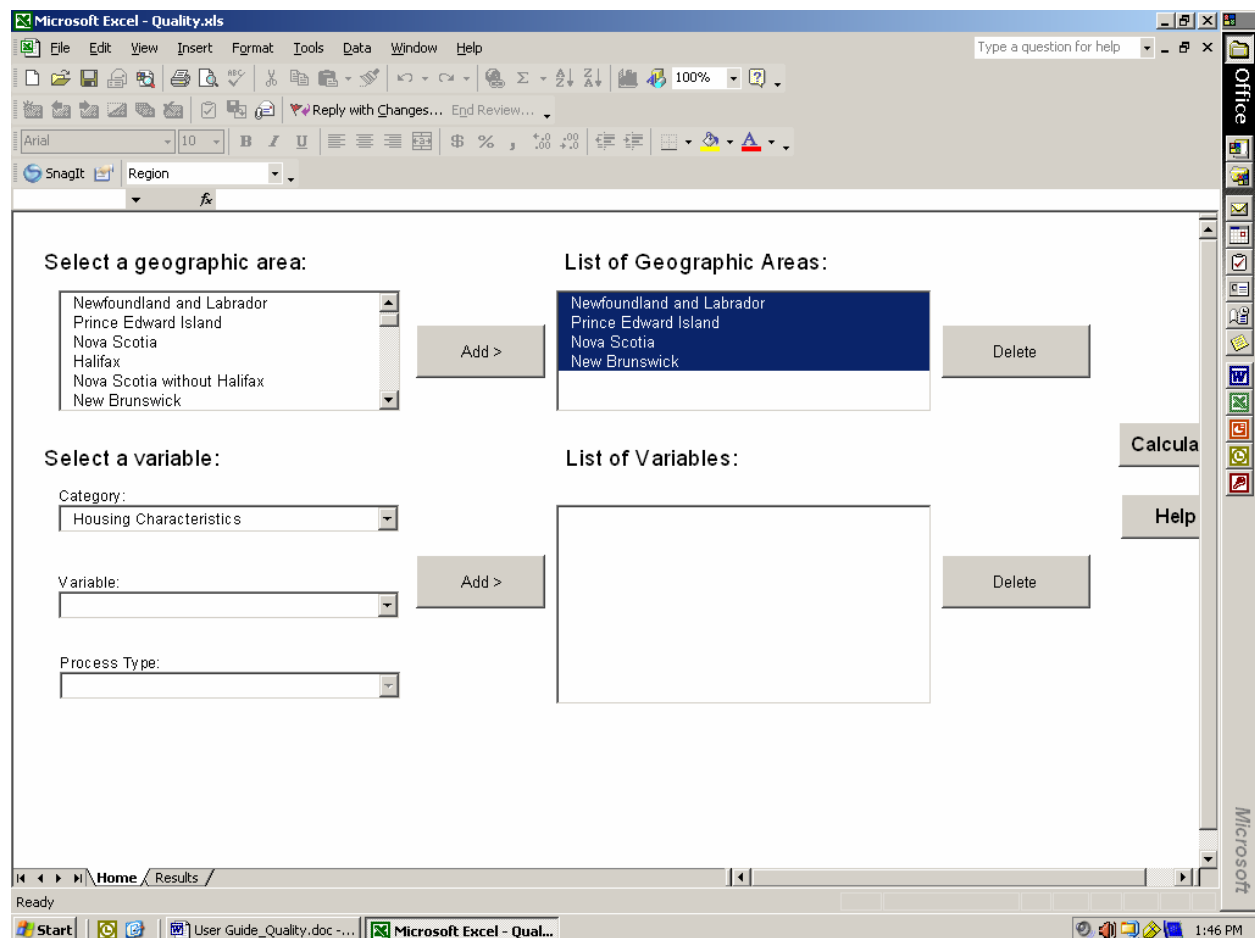 Microsoft Excel - Quality.xls
File Edit View Insert Format Tools Data Window Help Type a question for help
100%
Reply with Changes... End Review...
Arial 10 B I U $ % ,
SnagIt Region
fx
Select a geographic area: List of Geographic Areas:
Newfoundland and Labrador Newfoundland and Labrador
Prince Edward Island Prince Edward Island
Nova Scotia Add > Nova Scotia Delete
Halifax New Brunswick
Nova Scotia without Halifax
New Brunswick
Calcula
Select a variable: List of Variables:
Category:
Housing Characteristics Help
Variable: Add > Delete
Process Type:
Home Results
Ready
Start User Guide_Quality.doc -... Microsoft Excel - Qual... 1:46 PM
Office
Microsoft